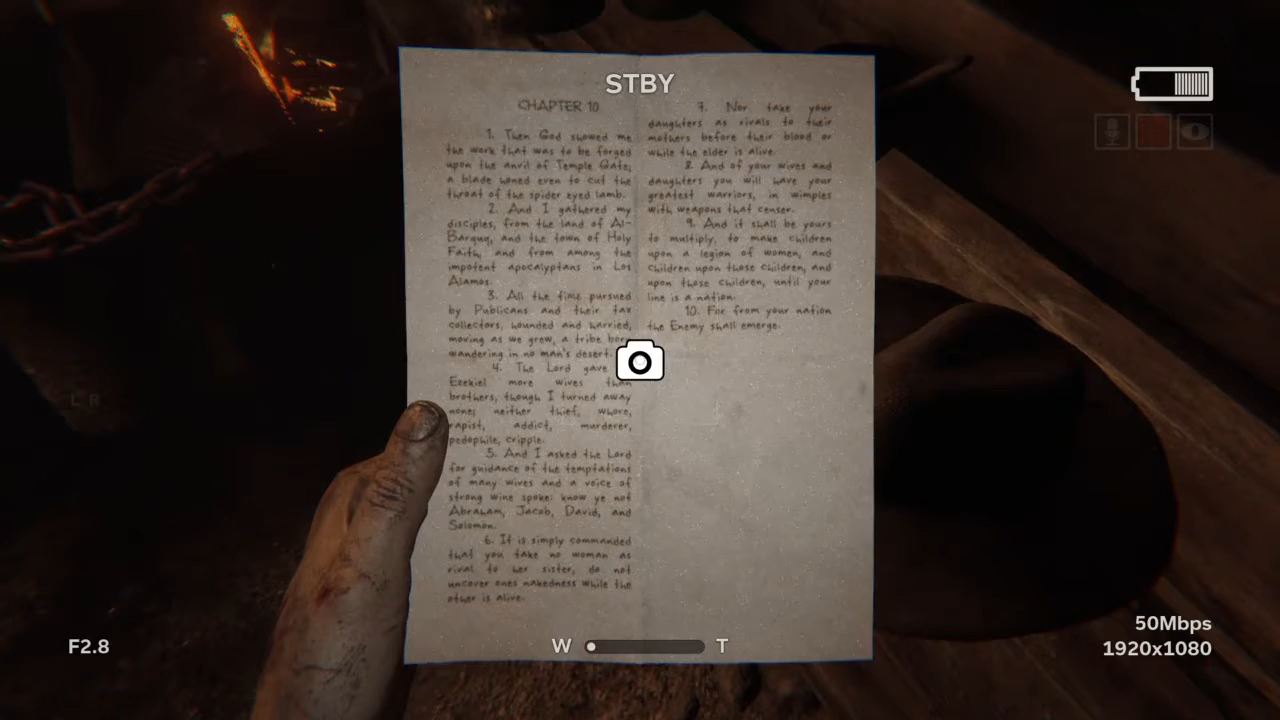 STBY
CHAPTER 10
1. Then God showed me
the work that was to be forged
upon the anvil of Temple Gate,
a blade honed even to cut the
throat of the spider eyed lamb.
2. And I gathered my
disciples, from the land of Al-
Barquq, and the town of Holy
Faith, and from among the
impotent apocalyptans in Los
Alamos.
3. All the time pursued
by Publicans and their tax
collectors, hounded and harried,
moving as we grew, a tribe born
wandering in no man's desert.
4. The Lord gave
Ezekiel more wives than
brothers, though I turned away
none; neither thief, whore,
rapist, addict, murderer,
pedophile, cripple.
5. And I asked the Lord
for guidance of the temptations
of many wives and a voice of
strong wine spoke: know ye not
Abraham, Jacob, David, and
Solomon.
6. It is simply commanded
that you take no woman as
rival to her sister, do not
uncover ones nakedness while the
other is alive.
7. Nor take your
daughters as rivals to their
mothers before their blood or
while the elder is alive.
8. And of your wives and
daughters you will have your
greatest warriors, in wimples
with weapons that censer.
9. And it shall be yours
to multiply, to make children
upon a legion of women, and
children upon those children, and
upon those children, until your
line is a nation.
10. For from your nation
the Enemy shall emerge.
L R
F2.8
W T
50Mbps
1920x1080